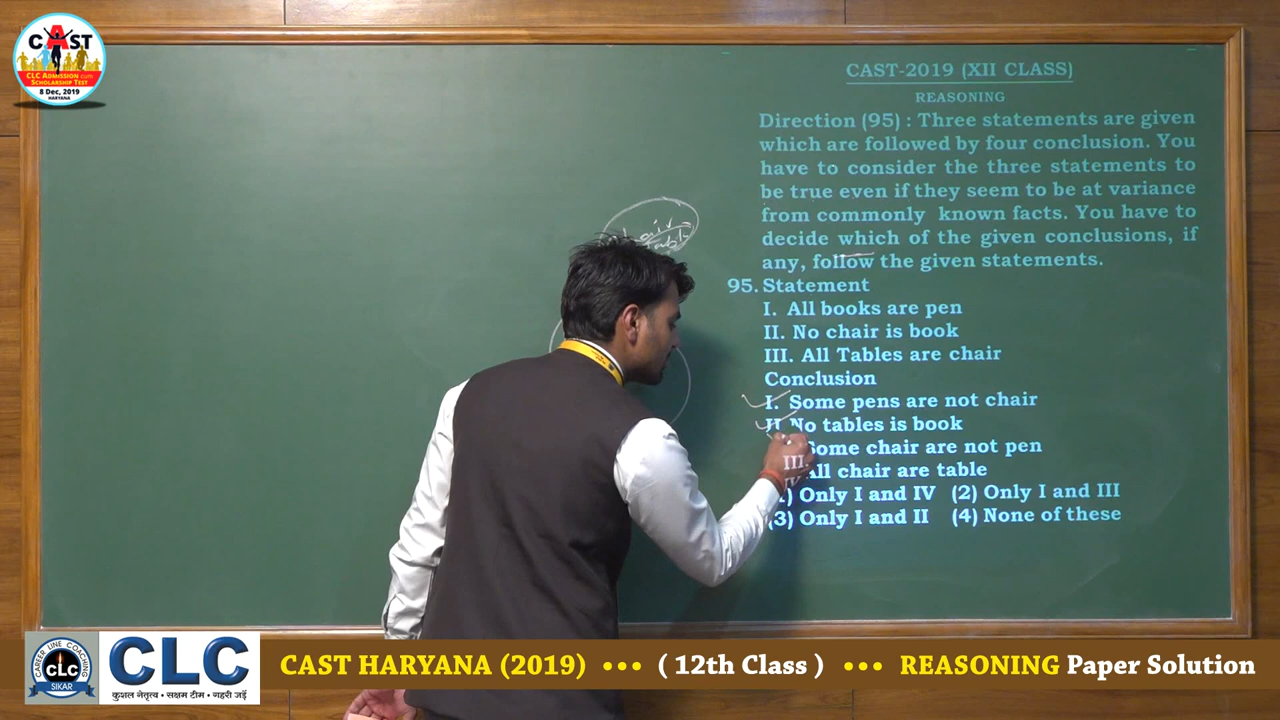 CAST
CLC ADMISSION CUM
SCHOLARSHIP TEST
8 Dec, 2019
HARYANA
CAST-2019 (XII CLASS)
REASONING
Direction (95) : Three statements are given
which are followed by four conclusion. You
have to consider the three statements to
be true even if they seem to be at variance
from commonly known facts. You have to
decide which of the given conclusions, if
any, follow the given statements.
95. Statement
I. All books are pen
II. No chair is book
III. All Tables are chair
Conclusion
I. Some pens are not chair
II No tables is book
III Some chair are not pen
All chair are table
Only I and IV (2) Only I and III
(3) Only I and II (4) None of these
CAREER LINE COACHING
CLC
SIKAR
CLC
कुशल नेतृत्व • सक्षम टीम • गहरी जड़ें
CAST HARYANA (2019) ••• ( 12th Class ) ••• REASONING Paper Solution